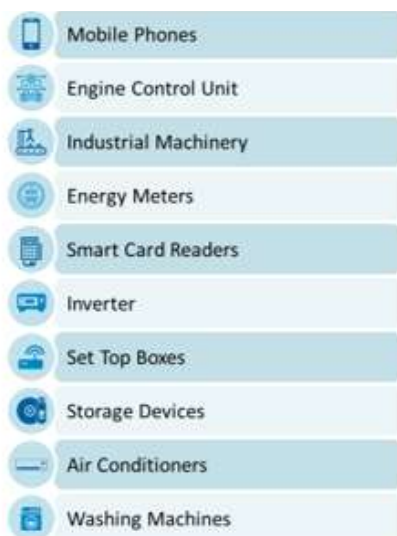 Mobile Phones
Engine Control Unit
Industrial Machinery
Energy Meters
Smart Card Readers
Inverter
Set Top Boxes
Storage Devices
Air Conditioners
Washing Machines